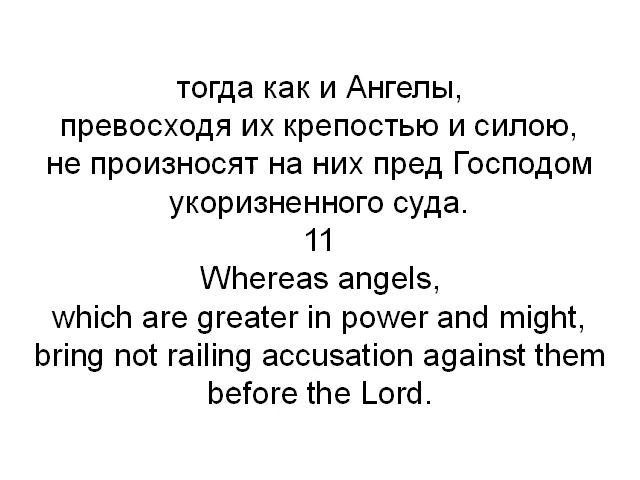 тогда как и Ангелы,
превосходя их крепостью и силою,
не произносят на них пред Господом
укоризненного суда.
11
Whereas angels,
which are greater in power and might,
bring not railing accusation against them
before the Lord.